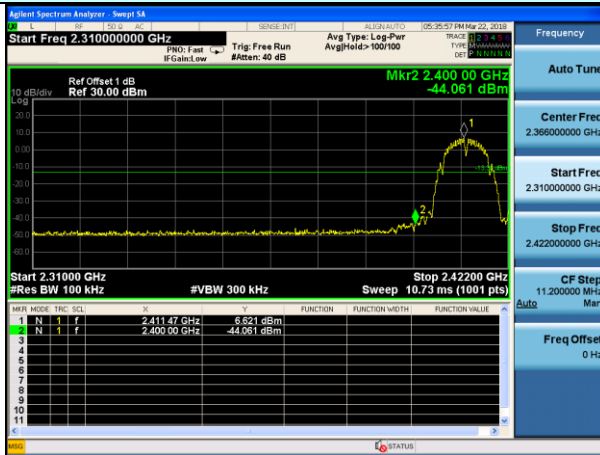 Agilent Spectrum Analyzer - Swept SA
L RF 50 Ω AC SENSE:INT ALIGN AUTO 05:35:57 PM Mar 22, 2018
Start Freq 2.310000000 GHz
PNO: Fast
IFGain:Low
Trig: Free Run
#Atten: 40 dB
Avg Type: Log-Pwr
Avg|Hold:>100/100
TRACE 1 2 3 4 5 6
TYPE M
DET P N N N N N
Mkr2 2.400 00 GHz
-44.061 dBm
Ref Offset 1 dB
Ref 30.00 dBm
10 dB/div
Log
20.0
10.0
0.00
-10.0
-20.0
-30.0
-40.0
-50.0
-60.0
1
2
Start 2.31000 GHz
Stop 2.42200 GHz
#Res BW 100 kHz
#VBW 300 kHz
Sweep 10.73 ms (1001 pts)
MKR MODE TRC SCL X Y FUNCTION FUNCTION WIDTH FUNCTION VALUE
1 N 1 f 2.411 47 GHz 6.621 dBm
2 N 1 f 2.400 00 GHz -44.061 dBm
3
4
5
6
7
8
9
10
11
MSG
STATUS
Frequency
Auto Tune
Center Freq
2.366000000 GHz
Start Freq
2.310000000 GHz
Stop Freq
2.422000000 GHz
CF Step
11.200000 MHz
Auto Man
Freq Offset
0 Hz